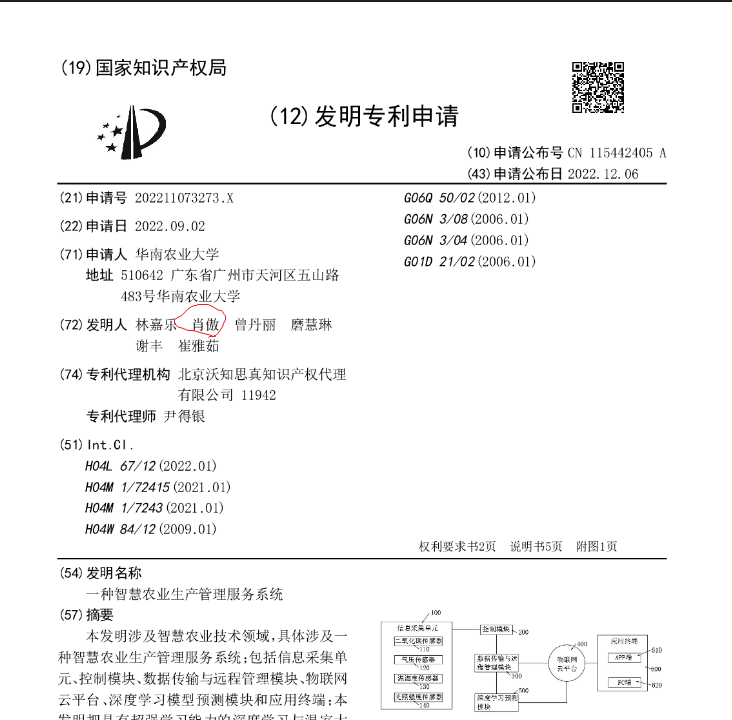 (19)国家知识产权局
(12)发明专利申请
(10)申请公布号 CN 115442405 A
(43)申请公布日 2022.12.06
(21)申请号 202211073273.X
(22)申请日 2022.09.02
(71)申请人 华南农业大学
地址 510642 广东省广州市天河区五山路
483号华南农业大学
(72)发明人 林嘉乐 肖傲 曾丹丽 磨慧琳
谢丰 崔雅茹
(74)专利代理机构 北京沃知思真知识产权代理
有限公司 11942
专利代理师 尹得银
(51)Int.Cl.
H04L 67/12(2022.01)
H04M 1/72415(2021.01)
H04M 1/7243(2021.01)
H04W 84/12(2009.01)
G06Q 50/02(2012.01)
G06N 3/08(2006.01)
G06N 3/04(2006.01)
G01D 21/02(2006.01)
权利要求书2页 说明书5页 附图1页
(54)发明名称
一种智慧农业生产管理服务系统
(57)摘要
本发明涉及智慧农业技术领域,具体涉及一
种智慧农业生产管理服务系统;包括信息采集单
元、控制模块、数据传输与远程管理模块、物联网
云平台、深度学习模型预测模块和应用终端;本
发明把具有超强学习能力的深度学习与温室大
100
信息采集单元
二氧化碳传感器
110
气压传感器
120
温湿度传感器
130
光照强度传感器
140
控制模块
200
数据传输与远
程管理模块
300
深度学习预测
模块
500
物联网
云平台
400
应用终端
APP端
610
600
PC端
620